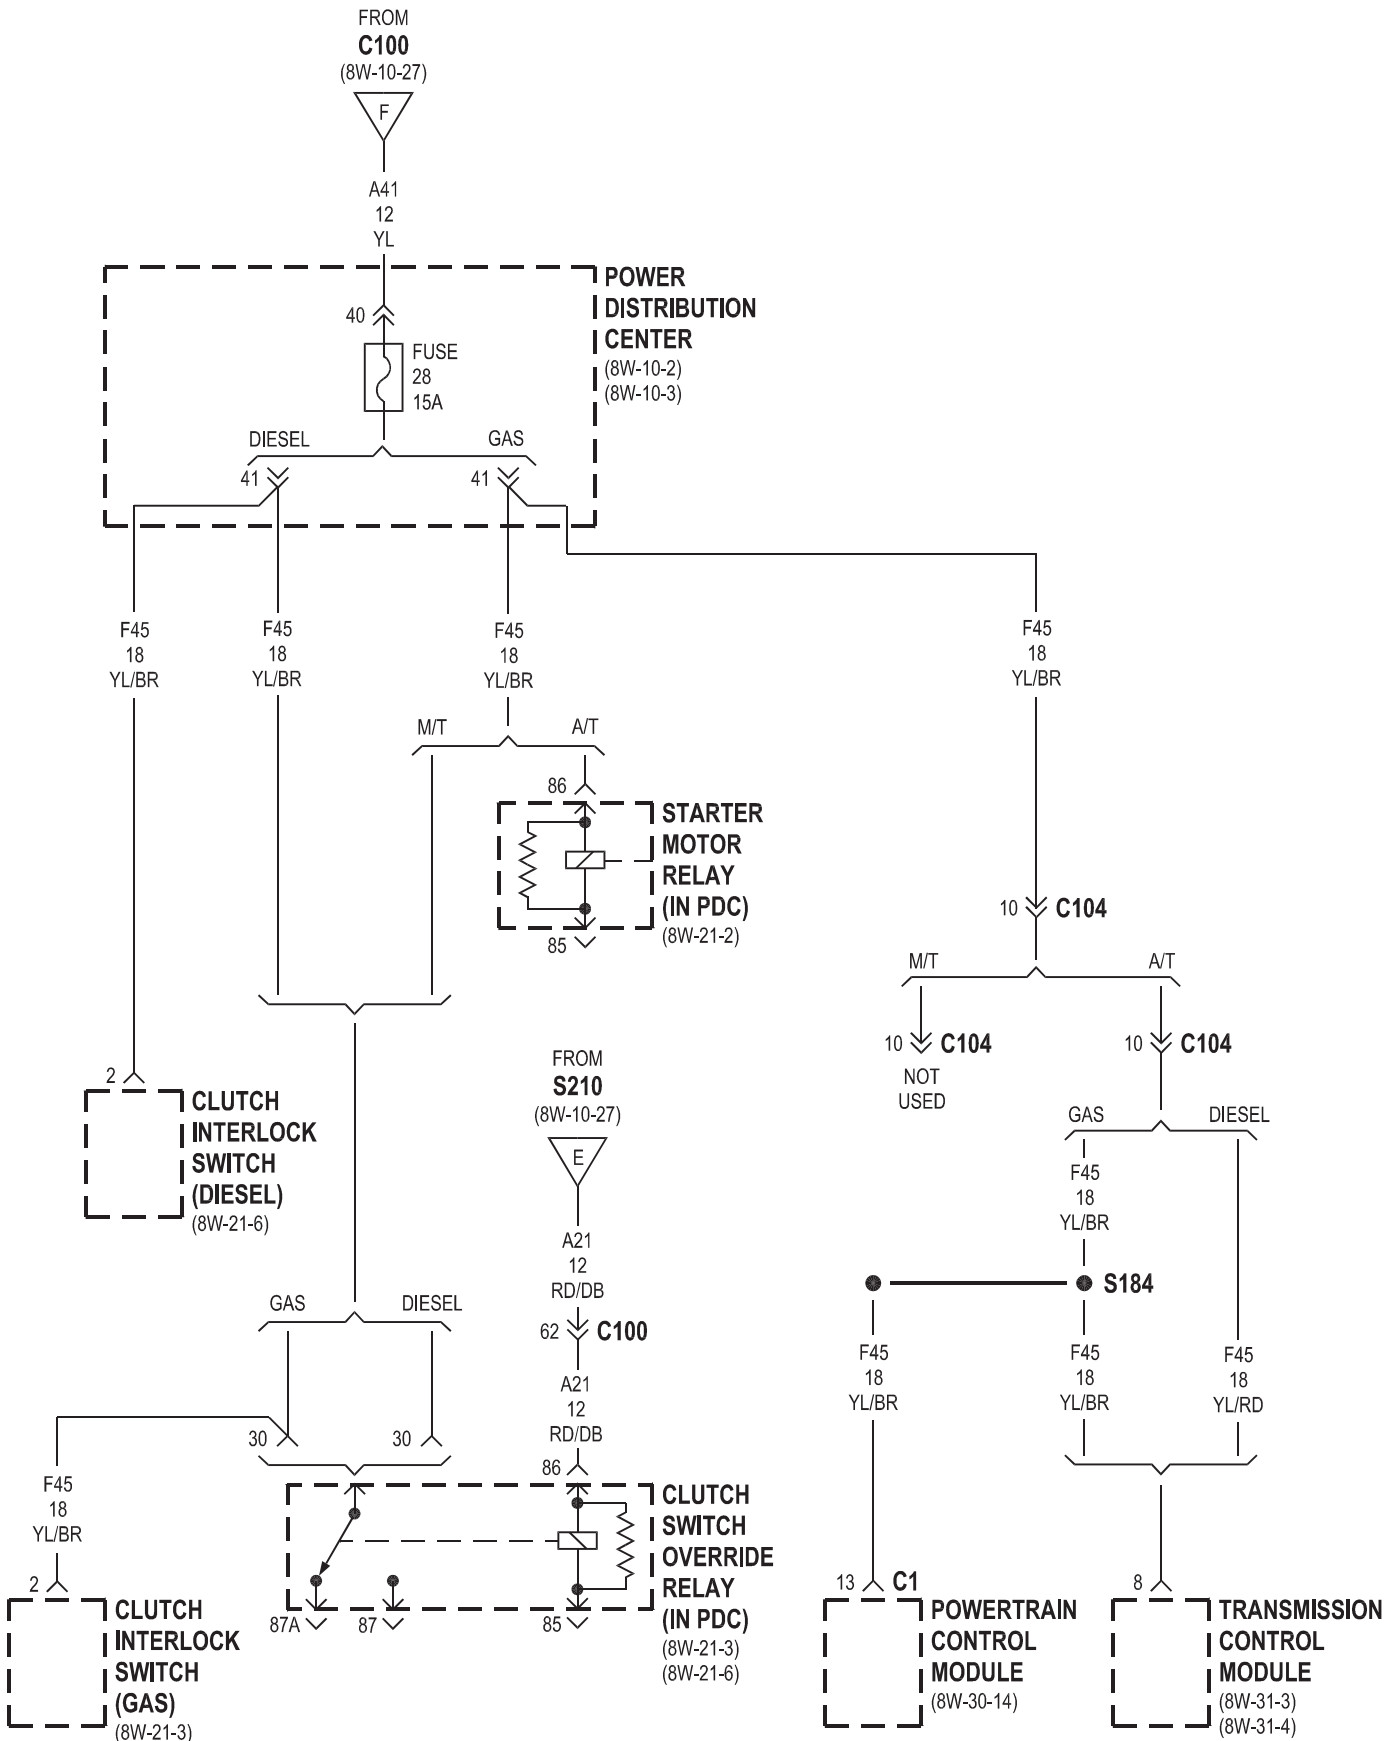 FROM
C100
(8W-10-27)
F
A41
12
YL
POWER
DISTRIBUTION
CENTER
(8W-10-2)
(8W-10-3)
40
FUSE
28
15A
DIESEL
GAS
41
41
F45
18
YL/BR
F45
18
YL/BR
F45
18
YL/BR
F45
18
YL/BR
M/T
A/T
86
STARTER
MOTOR
RELAY
(IN PDC)
(8W-21-2)
85
10
C104
M/T
A/T
10
C104
NOT
USED
10
C104
2
CLUTCH
INTERLOCK
SWITCH
(DIESEL)
(8W-21-6)
FROM
S210
(8W-10-27)
E
A21
12
RD/DB
62
C100
A21
12
RD/DB
GAS
DIESEL
F45
18
YL/BR
S184
F45
18
YL/BR
F45
18
YL/BR
F45
18
YL/RD
GAS
DIESEL
30
30
86
F45
18
YL/BR
2
CLUTCH
INTERLOCK
SWITCH
(GAS)
(8W-21-3)
87A
87
85
CLUTCH
SWITCH
OVERRIDE
RELAY
(IN PDC)
(8W-21-3)
(8W-21-6)
13
C1
POWERTRAIN
CONTROL
MODULE
(8W-30-14)
8
TRANSMISSION
CONTROL
MODULE
(8W-31-3)
(8W-31-4)